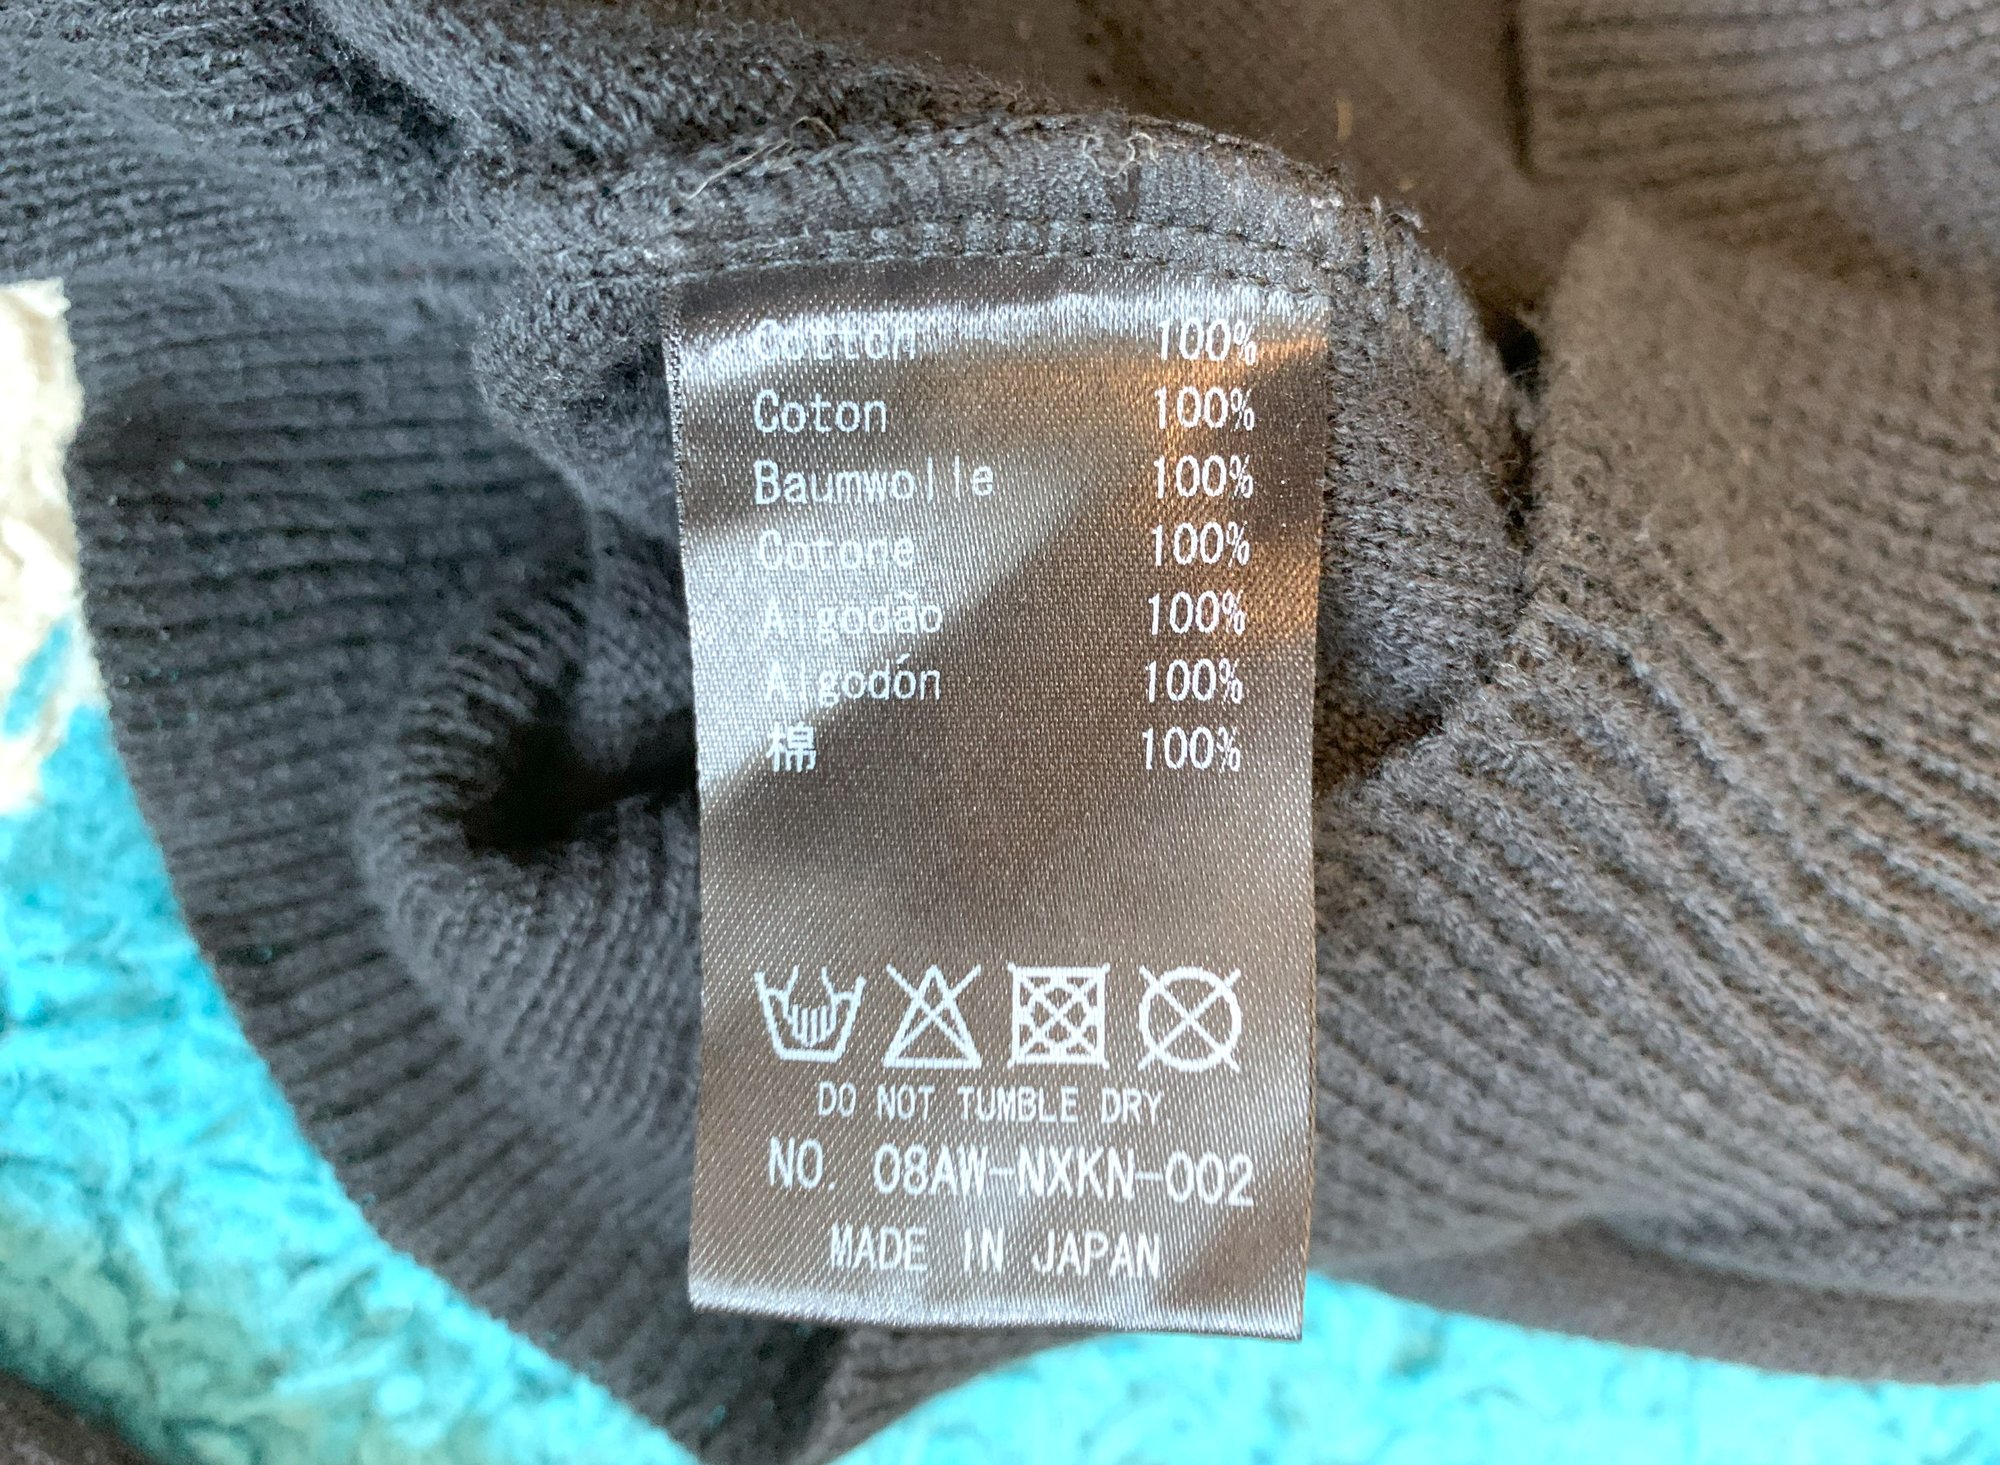 Cotton 100%
Coton 100%
Baumwolle 100%
Cotone 100%
Algodão 100%
Algodón 100%
棉 100%
DO NOT TUMBLE DRY.
NO. 08AW-NXKN-002
MADE IN JAPAN